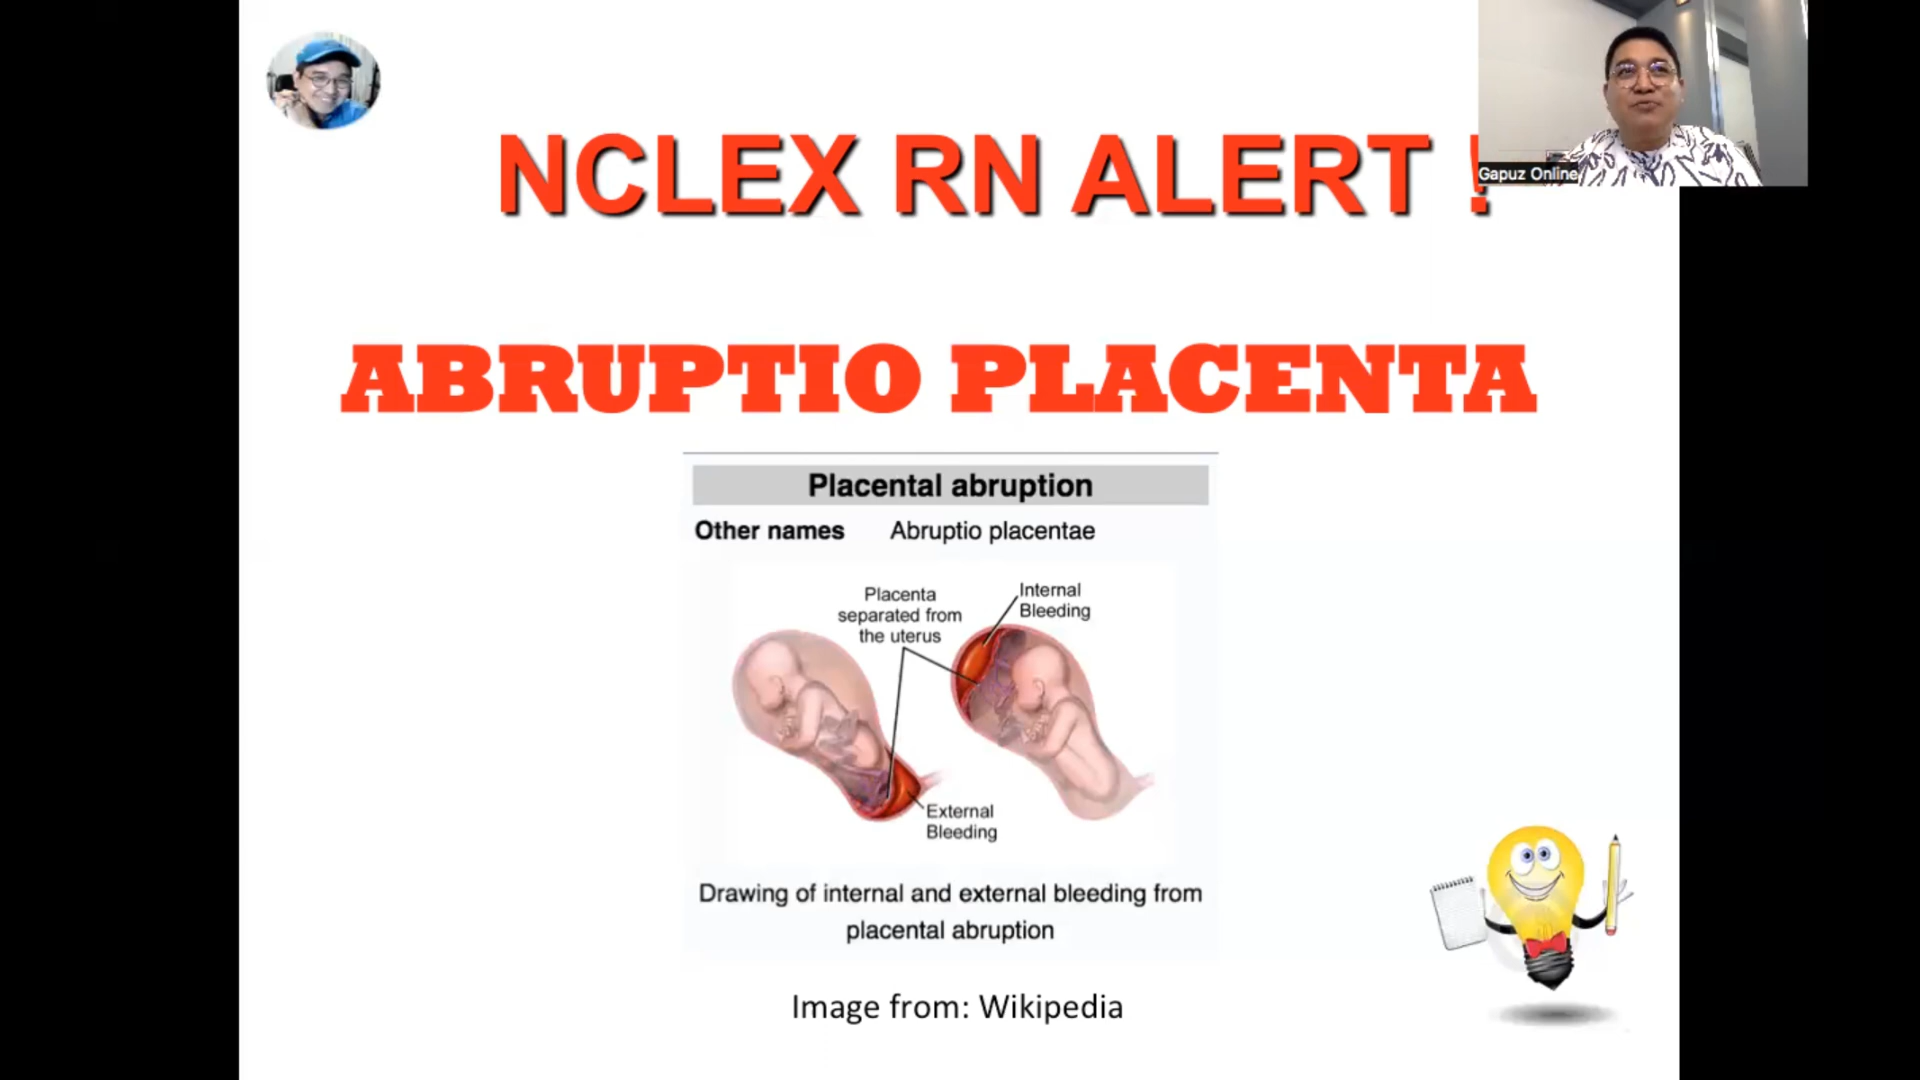 NCLEX RN ALERT !
Gapuz Online
ABRUPTIO PLACENTA
Placental abruption
Other names Abruptio placentae
Placenta
separated from
the uterus
Internal
Bleeding
External
Bleeding
Drawing of internal and external bleeding from
placental abruption
Image from: Wikipedia